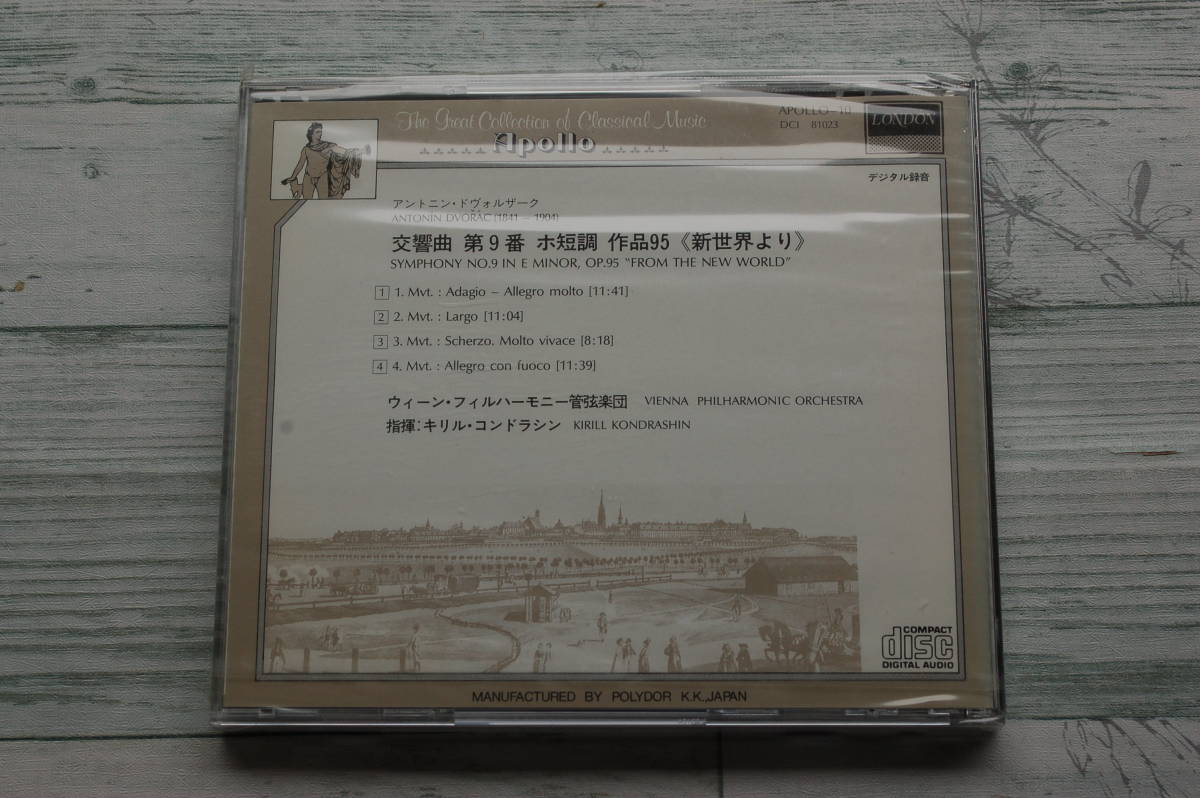 The Great Collection of Classical Music
Apollo
APOLLO-10
DCI 81023
LONDON
デジタル録音
アントニン・ドヴォルザーク
ANTONÍN DVOŘÁC (1841 – 1904)
交響曲 第9番 ホ短調 作品95《新世界より》
SYMPHONY NO.9 IN E MINOR, OP.95 “FROM THE NEW WORLD”
1 1. Mvt. : Adagio – Allegro molto [11:41]
2 2. Mvt. : Largo [11:04]
3 3. Mvt. : Scherzo. Molto vivace [8:18]
4 4. Mvt. : Allegro con fuoco [11:39]
ウィーン・フィルハーモニー管弦楽団 VIENNA PHILHARMONIC ORCHESTRA
指揮:キリル・コンドラシン KIRILL KONDRASHIN
COMPACT
disc
DIGITAL AUDIO
MANUFACTURED BY POLYDOR K.K.,JAPAN